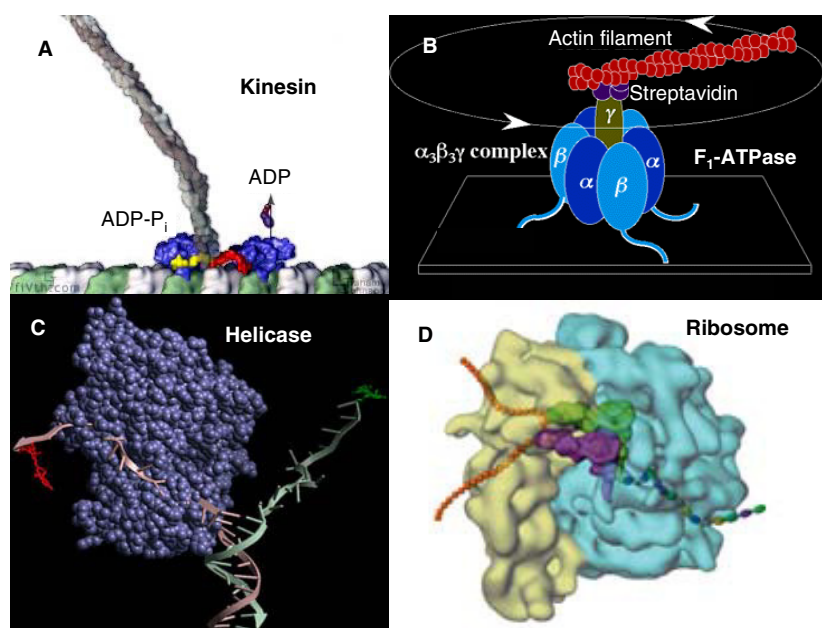 A
Kinesin
ADP
ADP-Pi
B
Actin filament
Streptavidin
γ
α3β3γ complex
F1-ATPase
β
α
α
β
C
Helicase
D
Ribosome